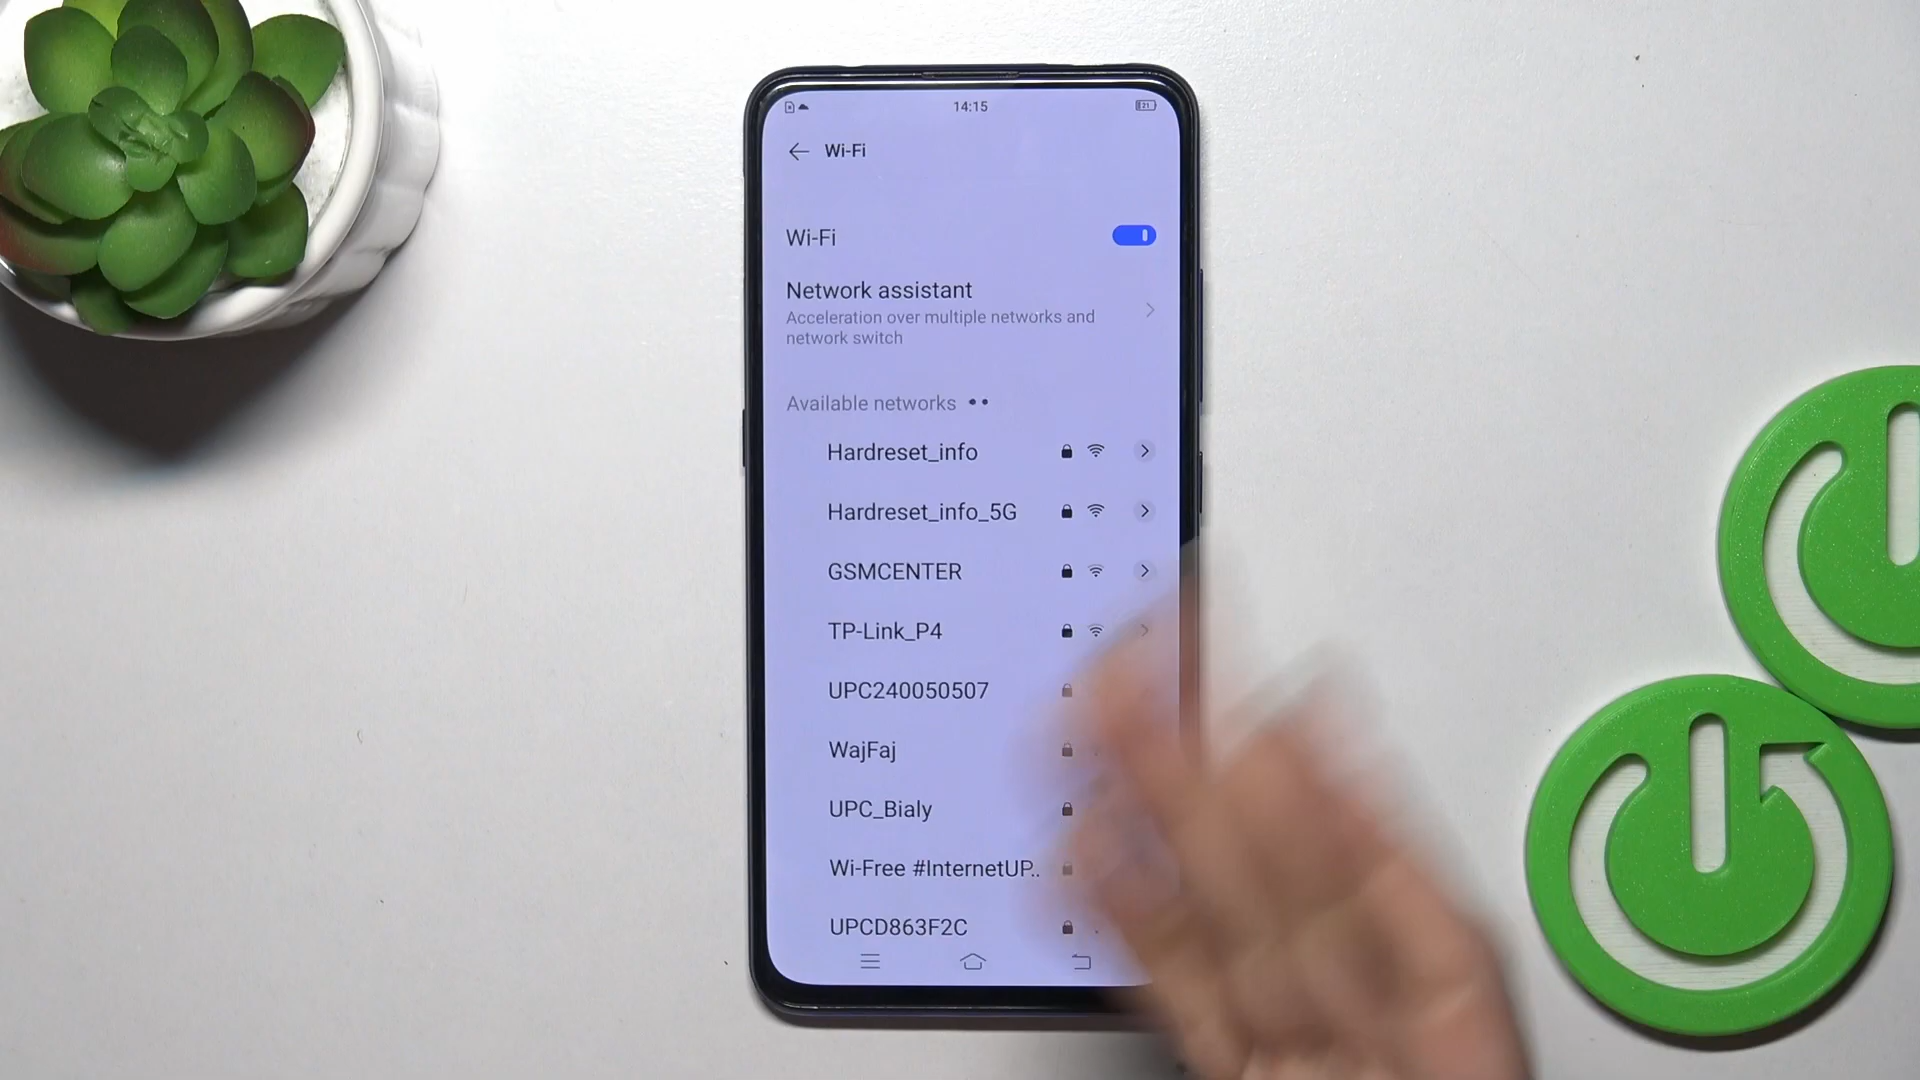 14:15
21
Wi-Fi
Wi-Fi
Network assistant
Acceleration over multiple networks and
network switch
Available networks
Hardreset_info
Hardreset_info_5G
GSMCENTER
TP-Link_P4
UPC240050507
WajFaj
UPC_Bialy
Wi-Free #InternetUP..
UPCD863F2C